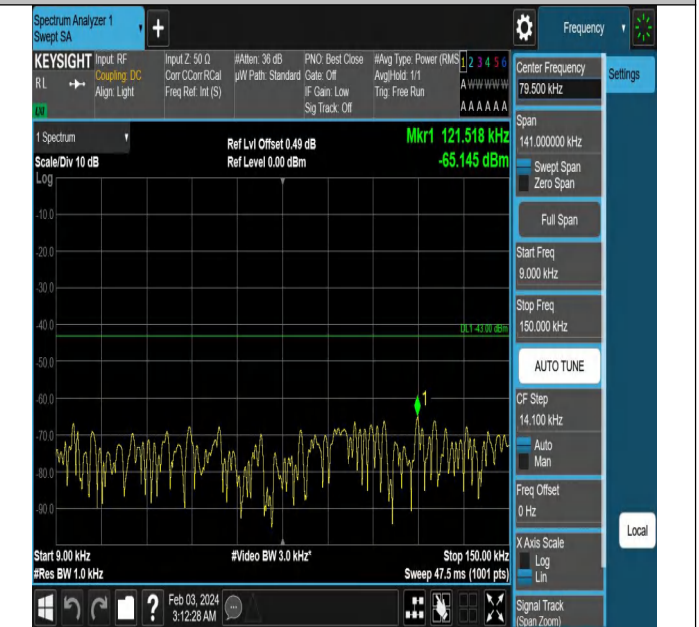 Spectrum Analyzer 1
Swept SA
+
Frequency
KEYSIGHT
RL
Input: RF
Coupling: DC
Align: Light
Input Z: 50 Ω
Corr CCorr RCal
Freq Ref: Int (S)
#Atten: 36 dB
µW Path: Standard
PNO: Best Close
Gate: Off
IF Gain: Low
Sig Track: Off
#Avg Type: Power (RMS
Avg|Hold: 1/1
Trig: Free Run
1 2 3 4 5 6
A W W W W W
A A A A A A
1 Spectrum
Scale/Div 10 dB
Log
Ref Lvl Offset 0.49 dB
Ref Level 0.00 dBm
Mkr1 121.518 kHz
-65.145 dBm
-10.0
-20.0
-30.0
-40.0
DL1 -43.00 dBm
-50.0
-60.0
1
-70.0
-80.0
-90.0
Start 9.00 kHz
#Res BW 1.0 kHz
#Video BW 3.0 kHz*
Stop 150.00 kHz
Sweep 47.5 ms (1001 pts)
?
Feb 03, 2024
3:12:28 AM
Center Frequency
79.500 kHz
Settings
Span
141.000000 kHz
Swept Span
Zero Span
Full Span
Start Freq
9.000 kHz
Stop Freq
150.000 kHz
AUTO TUNE
CF Step
14.100 kHz
Auto
Man
Freq Offset
0 Hz
Local
X Axis Scale
Log
Lin
Signal Track
(Span Zoom)